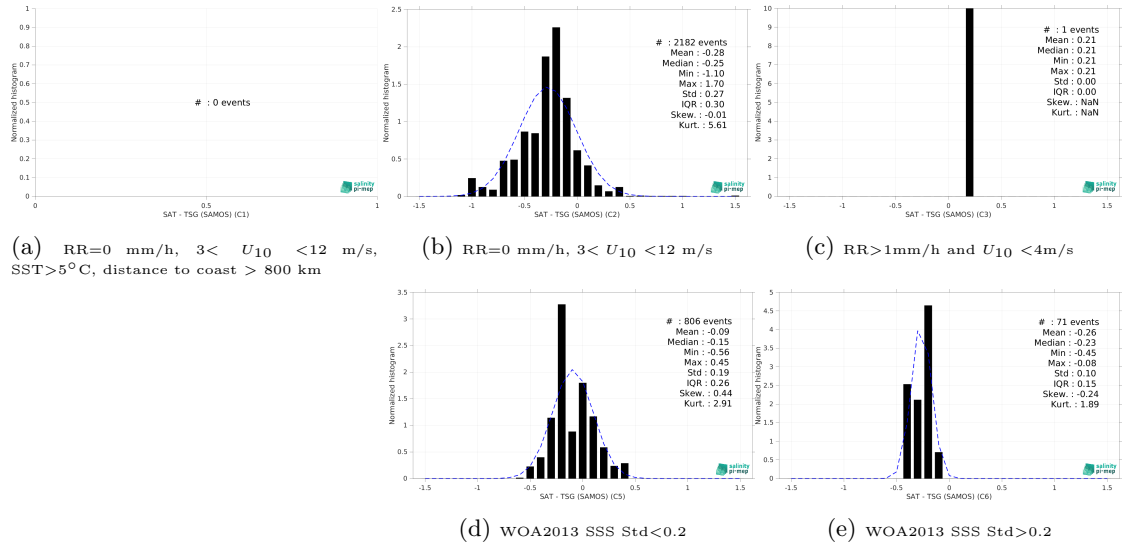 1
0.9
0.8
0.7
0.6
0.5
0.4
0.3
0.2
0.1
0
Normalized histogram
# : 0 events
salinity
pi-mep
0 0.5 1
SAT - TSG (SAMOS) (C1)
(a) RR=0 mm/h, 3< U10 <12 m/s,
SST>5°C, distance to coast > 800 km
2.5
2
1.5
1
0.5
0
Normalized histogram
# : 2182 events
Mean : -0.28
Median : -0.25
Min : -1.10
Max : 1.70
Std : 0.27
IQR : 0.30
Skew. : -0.01
Kurt. : 5.61
salinity
pi-mep
-1.5 -1 -0.5 0 0.5 1 1.5
SAT - TSG (SAMOS) (C2)
(b) RR=0 mm/h, 3< U10 <12 m/s
10
9
8
7
6
5
4
3
2
1
0
Normalized histogram
# : 1 events
Mean : 0.21
Median : 0.21
Min : 0.21
Max : 0.21
Std : 0.00
IQR : 0.00
Skew. : NaN
Kurt. : NaN
salinity
pi-mep
-1.5 -1 -0.5 0 0.5 1 1.5
SAT - TSG (SAMOS) (C3)
(c) RR>1mm/h and U10 <4m/s
3.5
3
2.5
2
1.5
1
0.5
0
Normalized histogram
# : 806 events
Mean : -0.09
Median : -0.15
Min : -0.56
Max : 0.45
Std : 0.19
IQR : 0.26
Skew. : 0.44
Kurt. : 2.91
salinity
pi-mep
-1.5 -1 -0.5 0 0.5 1 1.5
SAT - TSG (SAMOS) (C5)
(d) WOA2013 SSS Std<0.2
5
4.5
4
3.5
3
2.5
2
1.5
1
0.5
0
Normalized histogram
# : 71 events
Mean : -0.26
Median : -0.23
Min : -0.45
Max : -0.08
Std : 0.10
IQR : 0.15
Skew. : -0.24
Kurt. : 1.89
salinity
pi-mep
-1.5 -1 -0.5 0 0.5 1 1.5
SAT - TSG (SAMOS) (C6)
(e) WOA2013 SSS Std>0.2